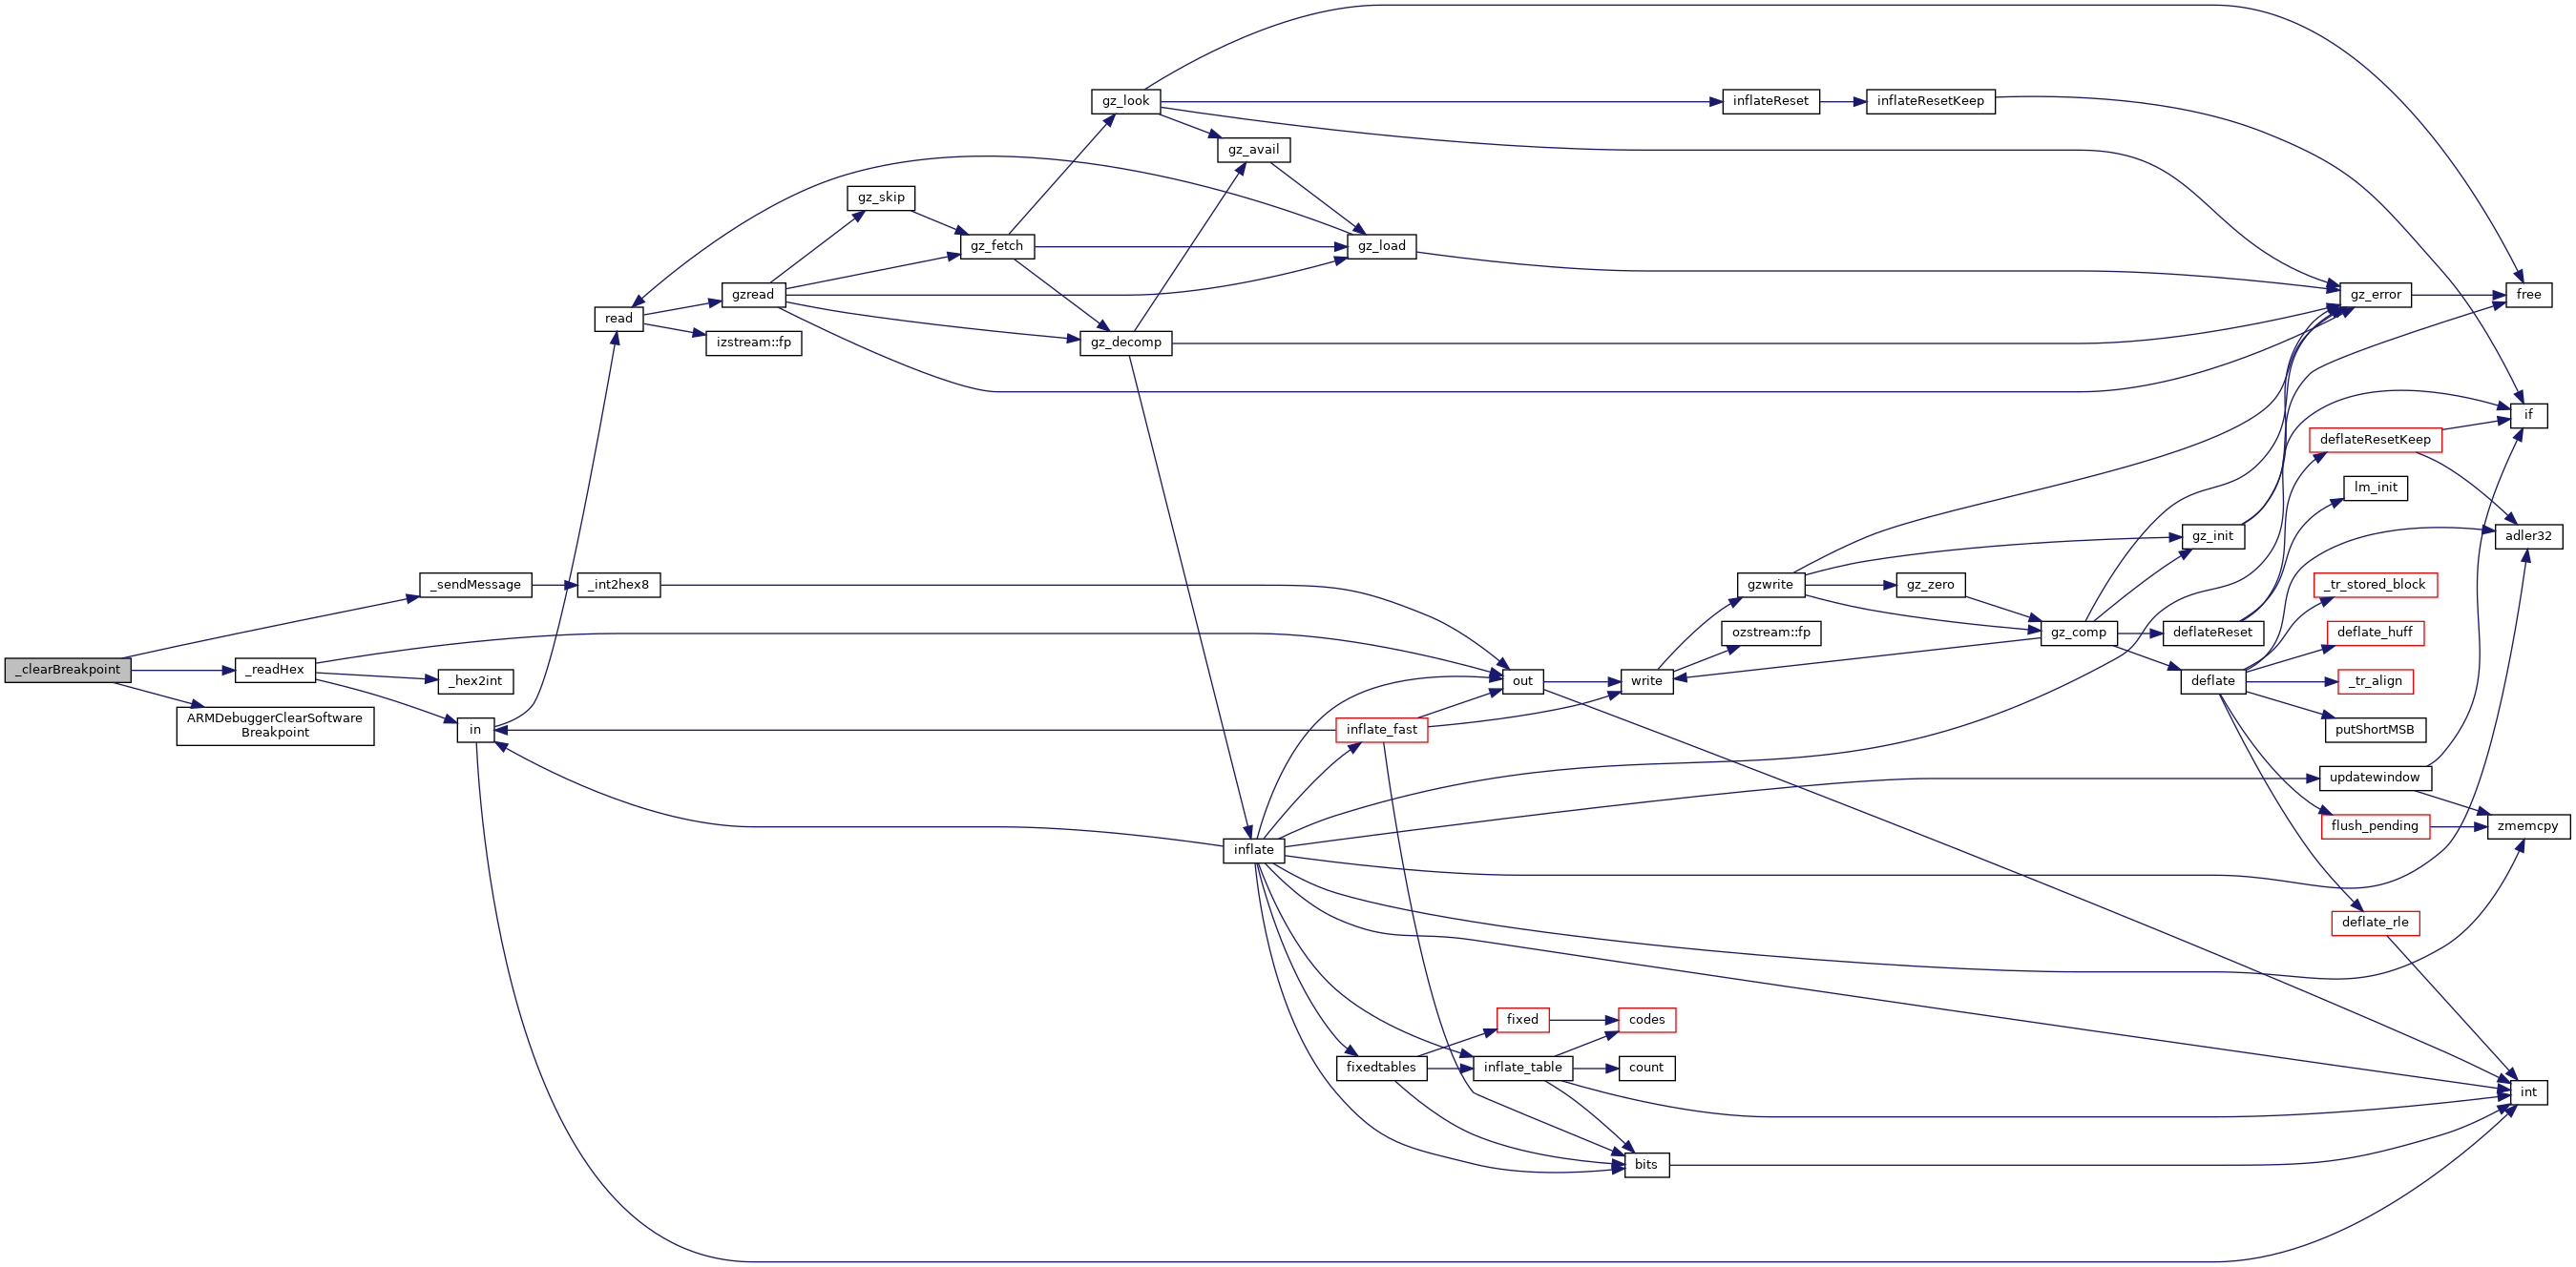 gz_look
inflateReset
inflateResetKeep
gz_avail
gz_skip
gz_fetch
gz_load
gzread
gz_error
free
read
izstream::fp
gz_decomp
if
deflateResetKeep
lm_init
gz_init
adler32
_sendMessage
_int2hex8
gzwrite
gz_zero
_tr_stored_block
ozstream::fp
gz_comp
deflateReset
deflate_huff
_clearBreakpoint
_readHex
_hex2int
out
write
deflate
_tr_align
ARMDebuggerClearSoftware
Breakpoint
in
inflate_fast
putShortMSB
updatewindow
flush_pending
zmemcpy
inflate
deflate_rle
fixed
codes
fixedtables
inflate_table
count
int
bits